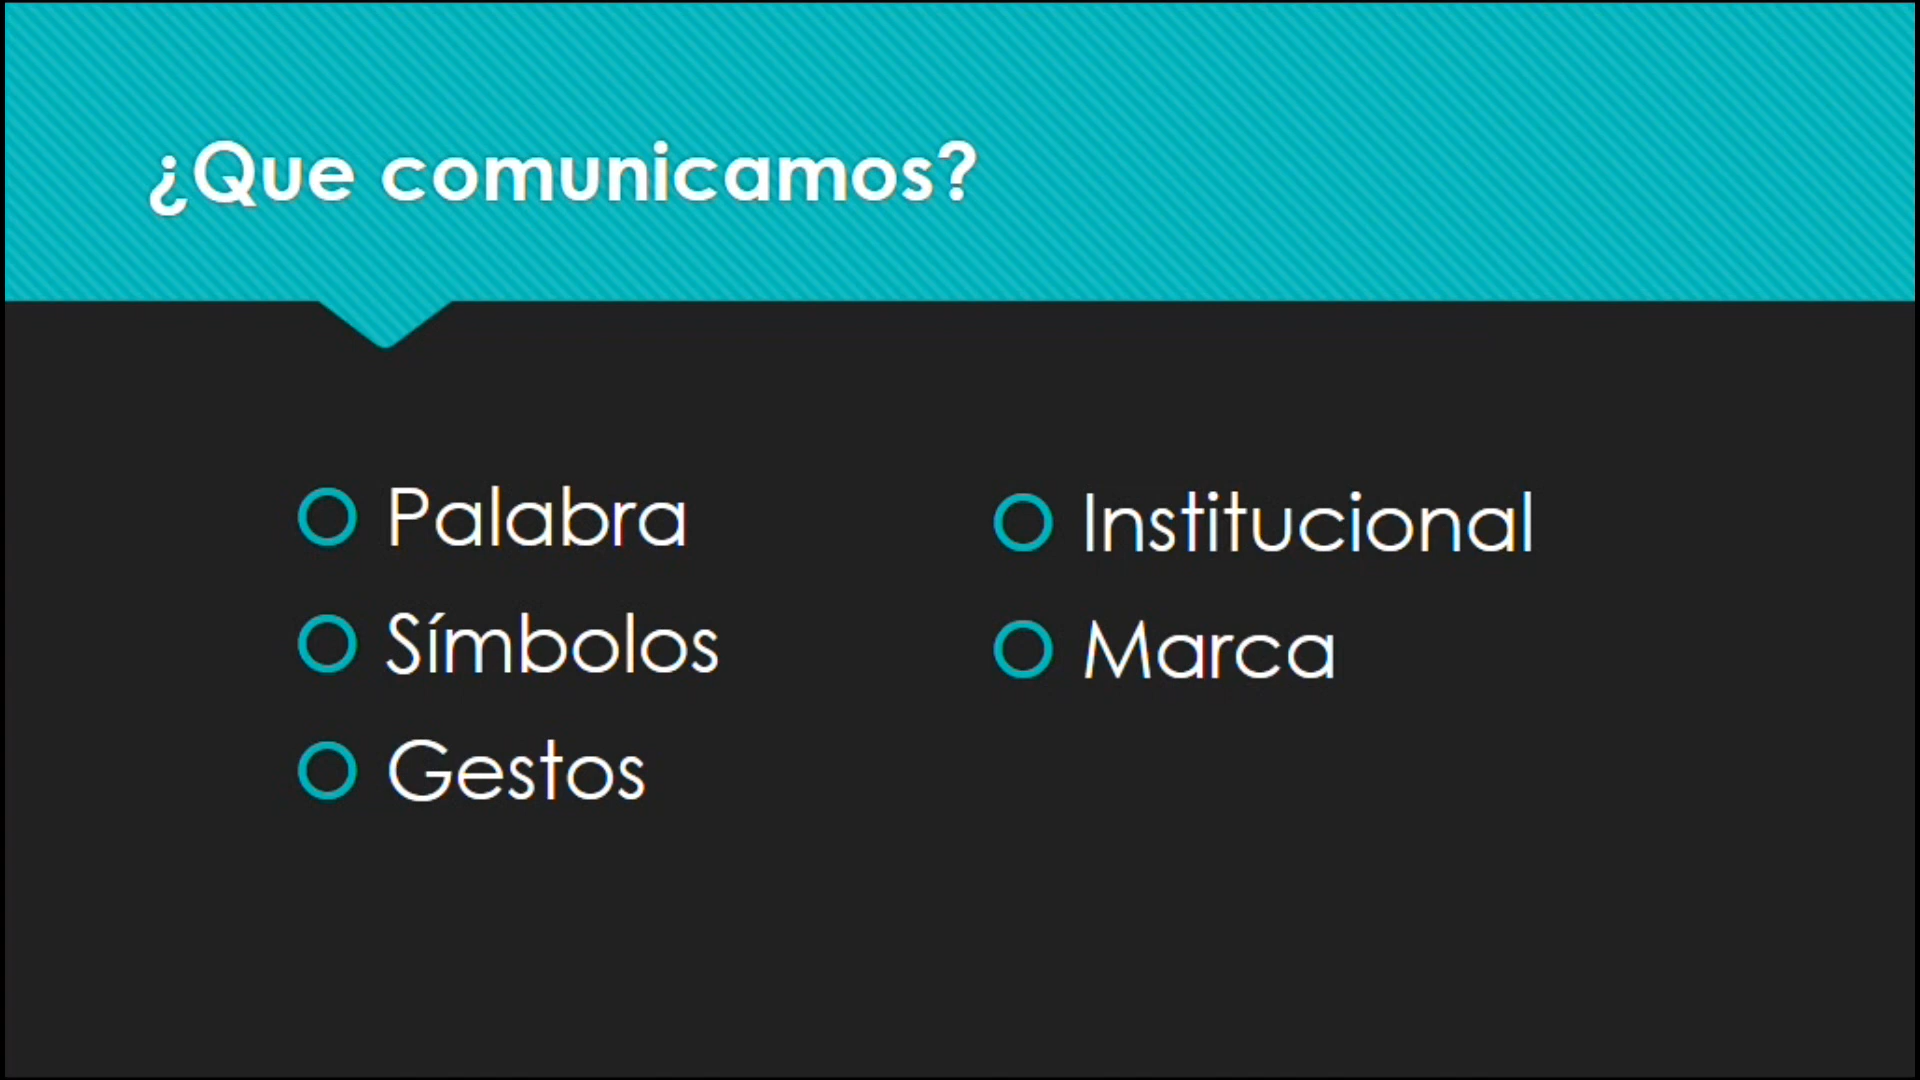 ¿Que comunicamos?
Palabra
Símbolos
Gestos
Institucional
Marca